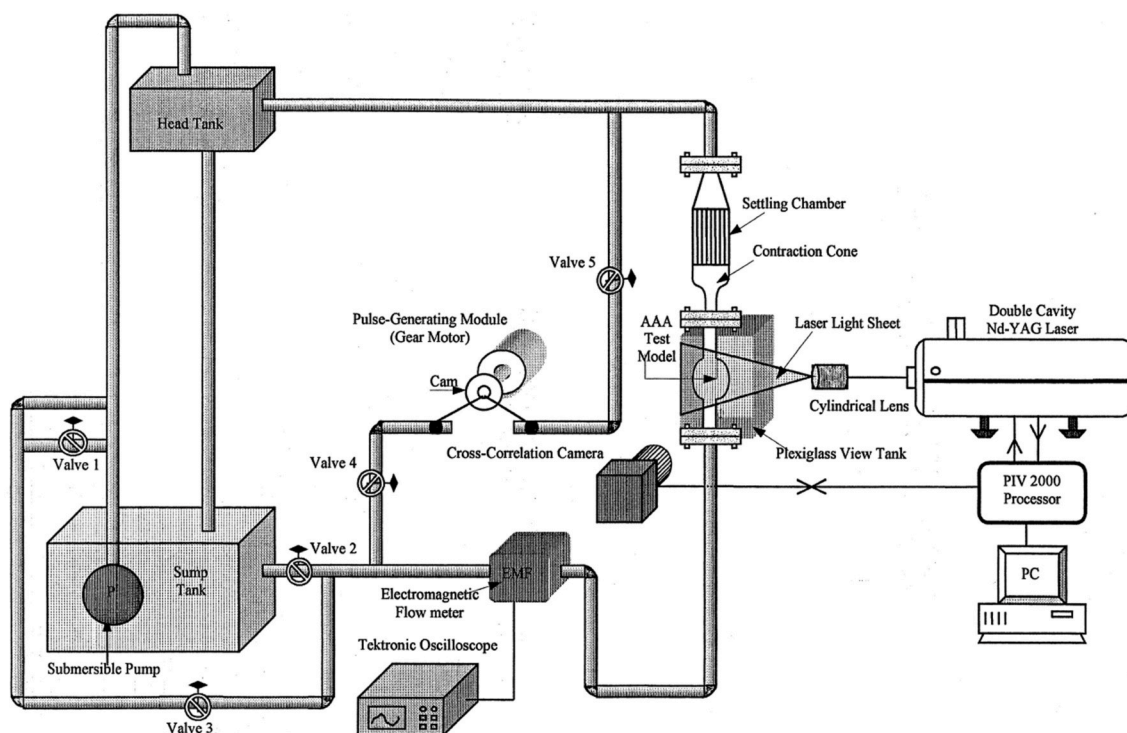 Head Tank
Settling Chamber
Contraction Cone
Valve 5
Pulse-Generating Module
(Gear Motor)
Cam
AAA
Test
Model
Laser Light Sheet
Double Cavity
Nd-YAG Laser
Cylindrical Lens
Valve 1
Valve 4
Cross-Correlation Camera
Plexiglass View Tank
PIV 2000
Processor
Valve 2
P
Sump
Tank
EMF
Electromagnetic
Flow meter
PC
Submersible Pump
Tektronic Oscilloscope
Valve 3